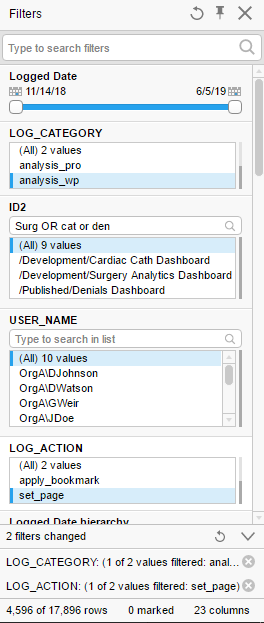 Filters
Type to search filters
Logged Date
11/14/18 6/5/19
LOG_CATEGORY
(All) 2 values
analysis_pro
analysis_wp
ID2
Surg OR cat or den
(All) 9 values
/Development/Cardiac Cath Dashboard
/Development/Surgery Analytics Dashboard
/Published/Denials Dashboard
USER_NAME
Type to search in list
(All) 10 values
OrgA\DJohnson
OrgA\DWatson
OrgA\GWeir
OrgA\JDoe
LOG_ACTION
(All) 2 values
apply_bookmark
set_page
Logged Date hierarchy
2 filters changed
LOG_CATEGORY: (1 of 2 values filtered: anal...
LOG_ACTION: (1 of 2 values filtered: set_page)
4,596 of 17,896 rows 0 marked 23 columns